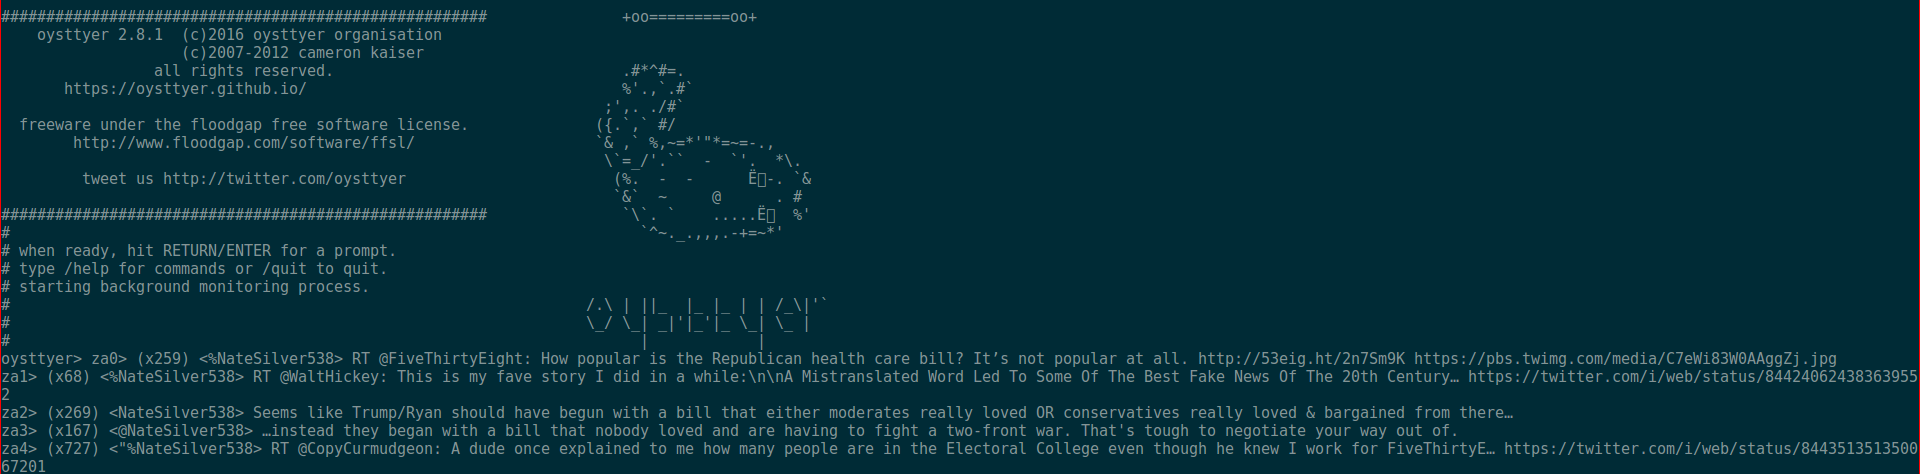 ###################################################### +oo=========oo+
oysttyer 2.8.1 (c)2016 oysttyer organisation
(c)2007-2012 cameron kaiser
all rights reserved. .#*^#=.
https://oysttyer.github.io/ %'.,`.#`
;',. ./#`
freeware under the floodgap free software license. ({.`,` #/
http://www.floodgap.com/software/ffsl/ `& ,` %,~=*'"*=~=-.,
\`=_/'.`` - `'. *\.
tweet us http://twitter.com/oysttyer (%. - - Ë-. `&
`&` ~ @ . #
###################################################### `\`. ` .....Ë %'
# `^~._.,,,.-+=~*'
# when ready, hit RETURN/ENTER for a prompt.
# type /help for commands or /quit to quit.
# starting background monitoring process.
# /.\ | ||_ |_ |_ | | /_\|'`
# \_/ \_| _|'|_'|_ \_| \_ |
# | |
oysttyer> za0> (x259) <%NateSilver538> RT @FiveThirtyEight: How popular is the Republican health care bill? It’s not popular at all. http://53eig.ht/2n7Sm9K https://pbs.twimg.com/media/C7eWi83W0AAggZj.jpg
za1> (x68) <%NateSilver538> RT @WaltHickey: This is my fave story I did in a while:\n\nA Mistranslated Word Led To Some Of The Best Fake News Of The 20th Century… https://twitter.com/i/web/status/84424062438363955
2
za2> (x269) <NateSilver538> Seems like Trump/Ryan should have begun with a bill that either moderates really loved OR conservatives really loved & bargained from there…
za3> (x167) <@NateSilver538> …instead they began with a bill that nobody loved and are having to fight a two-front war. That's tough to negotiate your way out of.
za4> (x727) <"%NateSilver538> RT @CopyCurmudgeon: A dude once explained to me how many people are in the Electoral College even though he knew I work for FiveThirtyE… https://twitter.com/i/web/status/8443513513500
67201